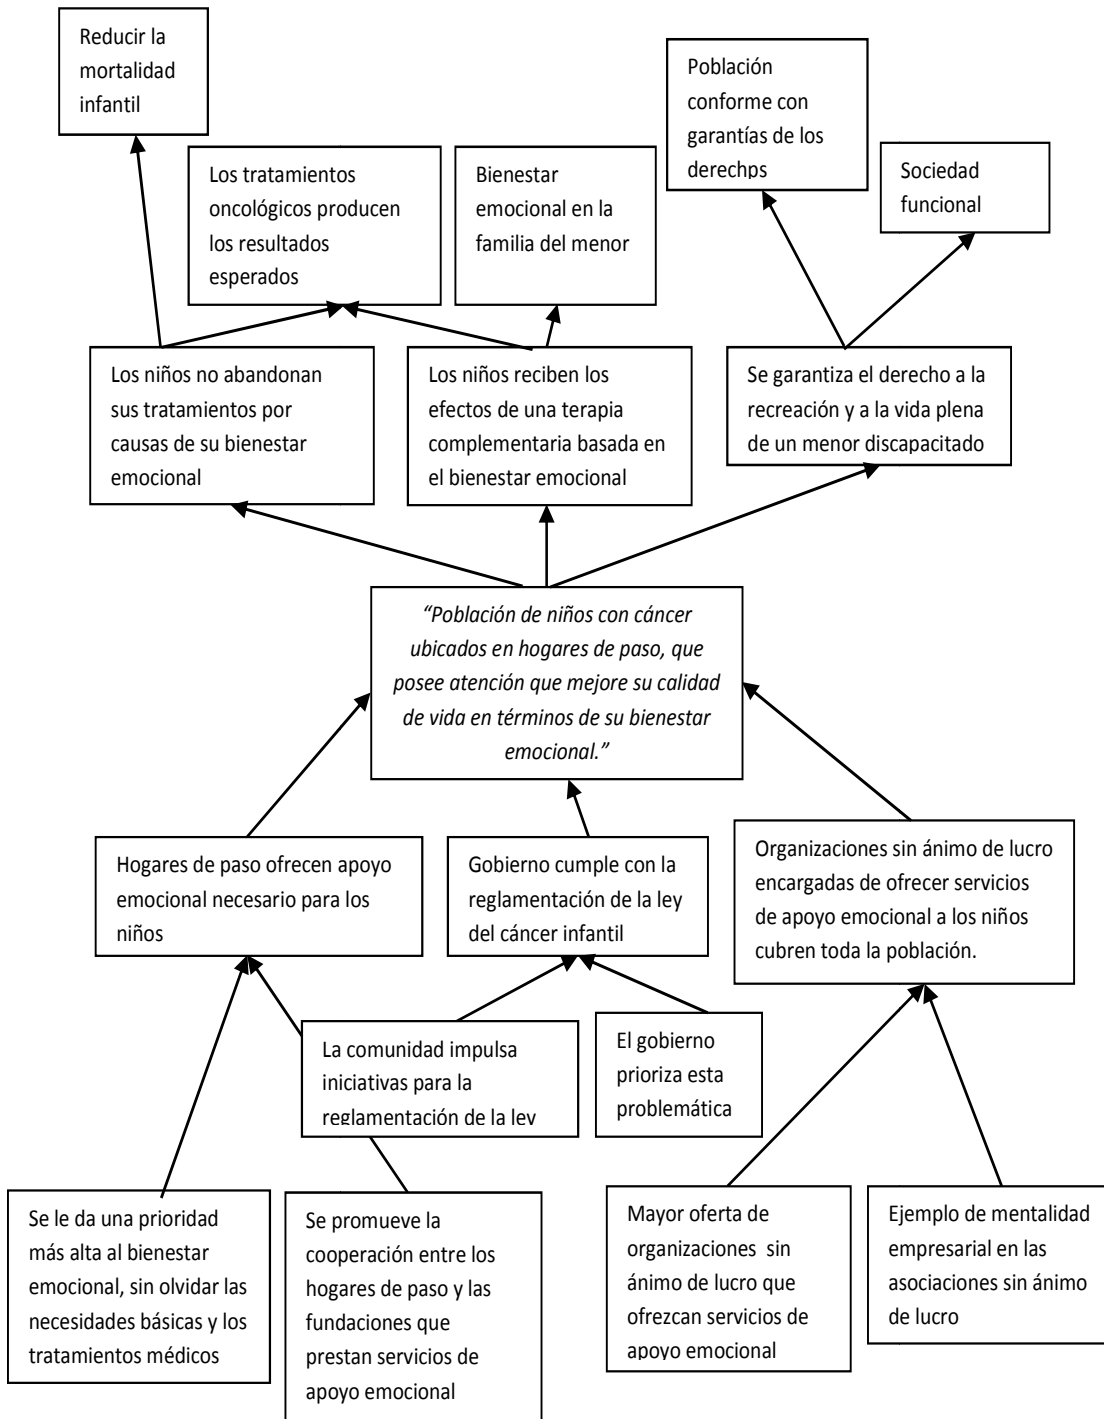 Reducir la
mortalidad
infantil
Población
conforme con
garantías de los
derechps
Los tratamientos
oncológicos producen
los resultados
esperados
Bienestar
emocional en la
familia del menor
Sociedad
funcional
Los niños no abandonan
sus tratamientos por
causas de su bienestar
emocional
Los niños reciben los
efectos de una terapia
complementaria basada en
el bienestar emocional
Se garantiza el derecho a la
recreación y a la vida plena
de un menor discapacitado
“Población de niños con cáncer
ubicados en hogares de paso, que
posee atención que mejore su calidad
de vida en términos de su bienestar
emocional.”
Hogares de paso ofrecen apoyo
emocional necesario para los
niños
Gobierno cumple con la
reglamentación de la ley
del cáncer infantil
Organizaciones sin ánimo de lucro
encargadas de ofrecer servicios
de apoyo emocional a los niños
cubren toda la población.
La comunidad impulsa
iniciativas para la
reglamentación de la ley
El gobierno
prioriza esta
problemática
Se le da una prioridad
más alta al bienestar
emocional, sin olvidar las
necesidades básicas y los
tratamientos médicos
Se promueve la
cooperación entre los
hogares de paso y las
fundaciones que
prestan servicios de
apoyo emocional
Mayor oferta de
organizaciones sin
ánimo de lucro que
ofrezcan servicios de
apoyo emocional
Ejemplo de mentalidad
empresarial en las
asociaciones sin ánimo
de lucro